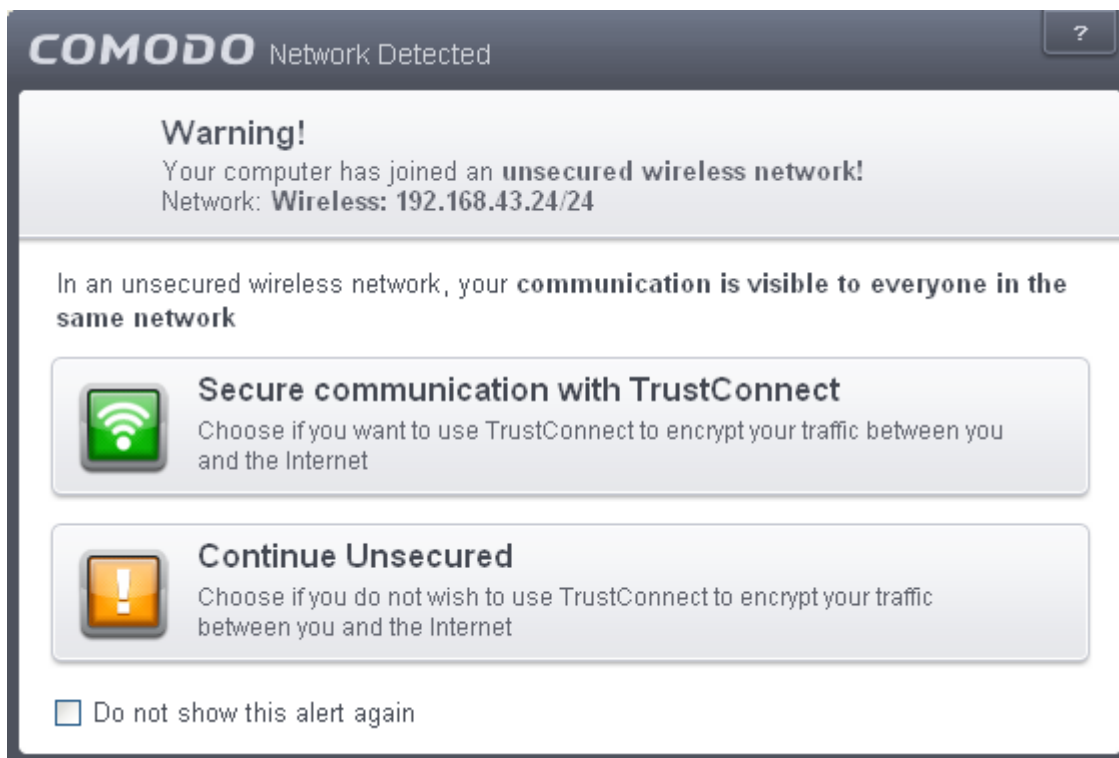 COMODO Network Detected
?
Warning!
Your computer has joined an unsecured wireless network!
Network: Wireless: 192.168.43.24/24
In an unsecured wireless network, your communication is visible to everyone in the
same network
Secure communication with TrustConnect
Choose if you want to use TrustConnect to encrypt your traffic between you
and the Internet
!
Continue Unsecured
Choose if you do not wish to use TrustConnect to encrypt your traffic
between you and the Internet
Do not show this alert again